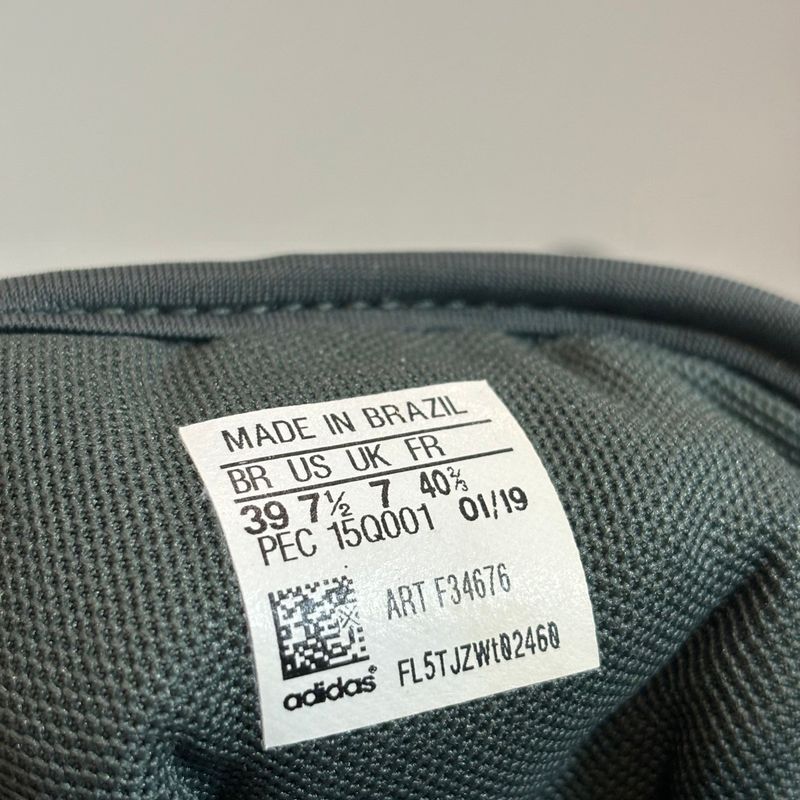 MADE IN BRAZIL
BR US UK FR
39 7½ 7 40⅔ 01/19
PEC 15Q001
ART F34676
FL5TJZWt02460
adidas®